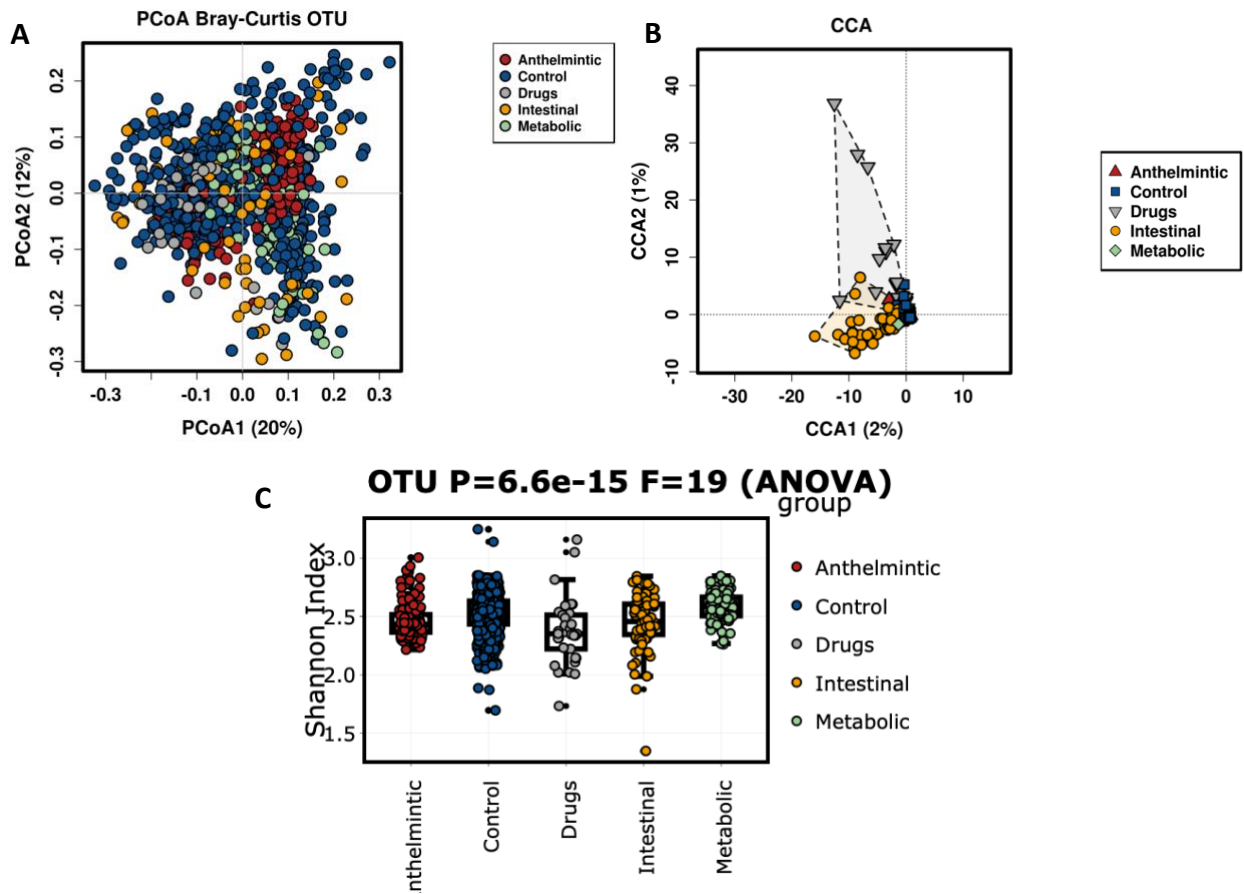 A
PCoA Bray-Curtis OTU
PCoA2 (12%)
0.2
0.1
0.0
-0.1
-0.2
-0.3
-0.3
-0.1
0.0
0.1
0.2
0.3
PCoA1 (20%)
Anthelmintic
Control
Drugs
Intestinal
Metabolic
B
CCA
CCA2 (1%)
40
30
20
10
0
-10
-30
-20
-10
0
10
CCA1 (2%)
Anthelmintic
Control
Drugs
Intestinal
Metabolic
C
OTU P=6.6e-15 F=19 (ANOVA)
Shannon Index
3.0
2.5
2.0
1.5
nthelmintic
Control
Drugs
Intestinal
Metabolic
group
Anthelmintic
Control
Drugs
Intestinal
Metabolic